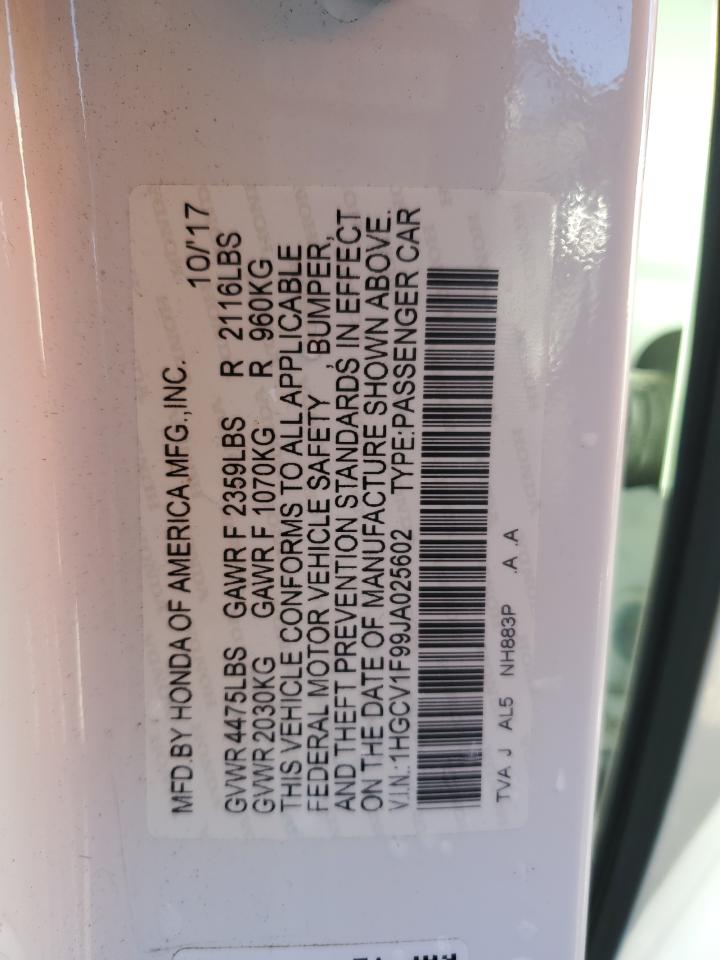 MFD.BY HONDA OF AMERICA MFG.,INC. 10/'17
GVWR 4475LBS GAWR F 2359LBS R 2116LBS
GVWR 2030KG GAWR F 1070KG R 960KG
THIS VEHICLE CONFORMS TO ALL APPLICABLE
FEDERAL MOTOR VEHICLE SAFETY , BUMPER,
AND THEFT PREVENTION STANDARDS IN EFFECT
ON THE DATE OF MANUFACTURE SHOWN ABOVE.
V.I.N.:1HGCV1F99JA025602 TYPE:PASSENGER CAR
TVA J AL5 NH883P .A .A